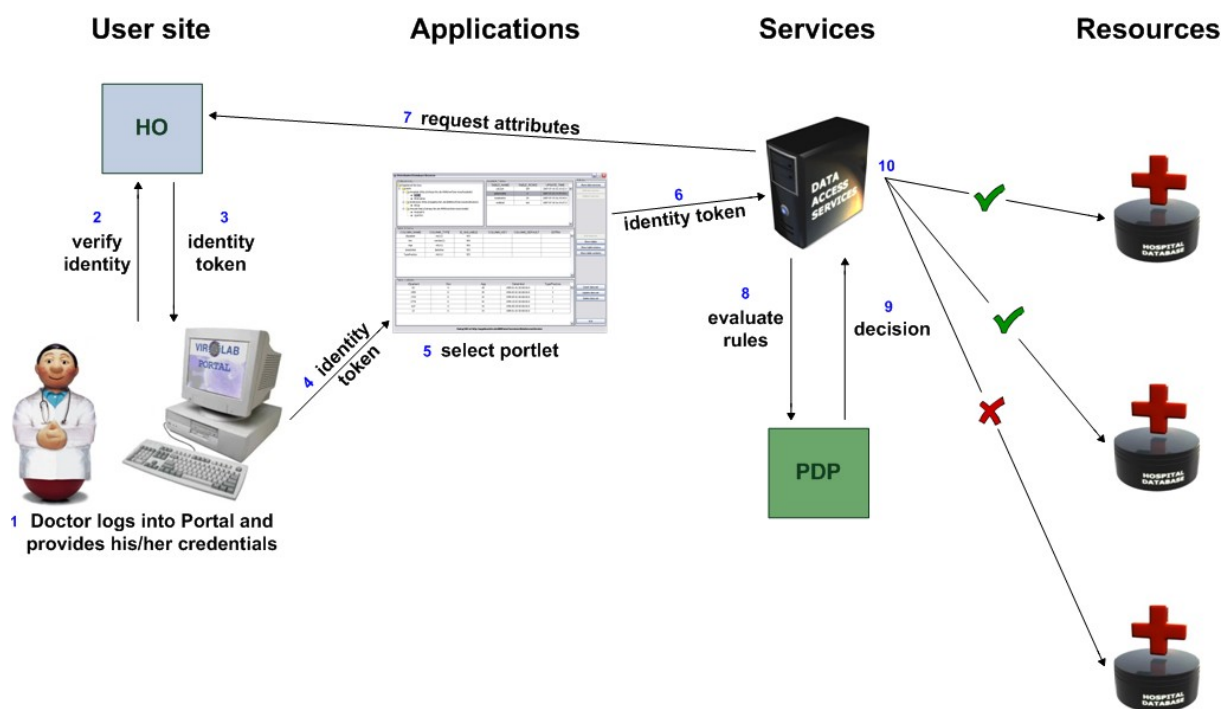 User site
Applications
Services
Resources
HO
7 request attributes
2
verify
identity
3
identity
token
VIROLAB
PORTAL
4 identity
token
5 select portlet
6
identity token
DATA
ACCESS
SERVICES
8
evaluate
rules
9
decision
PDP
10
HOSPITAL
DATABASE
HOSPITAL
DATABASE
HOSPITAL
DATABASE
1 Doctor logs into Portal and
provides his/her credentials